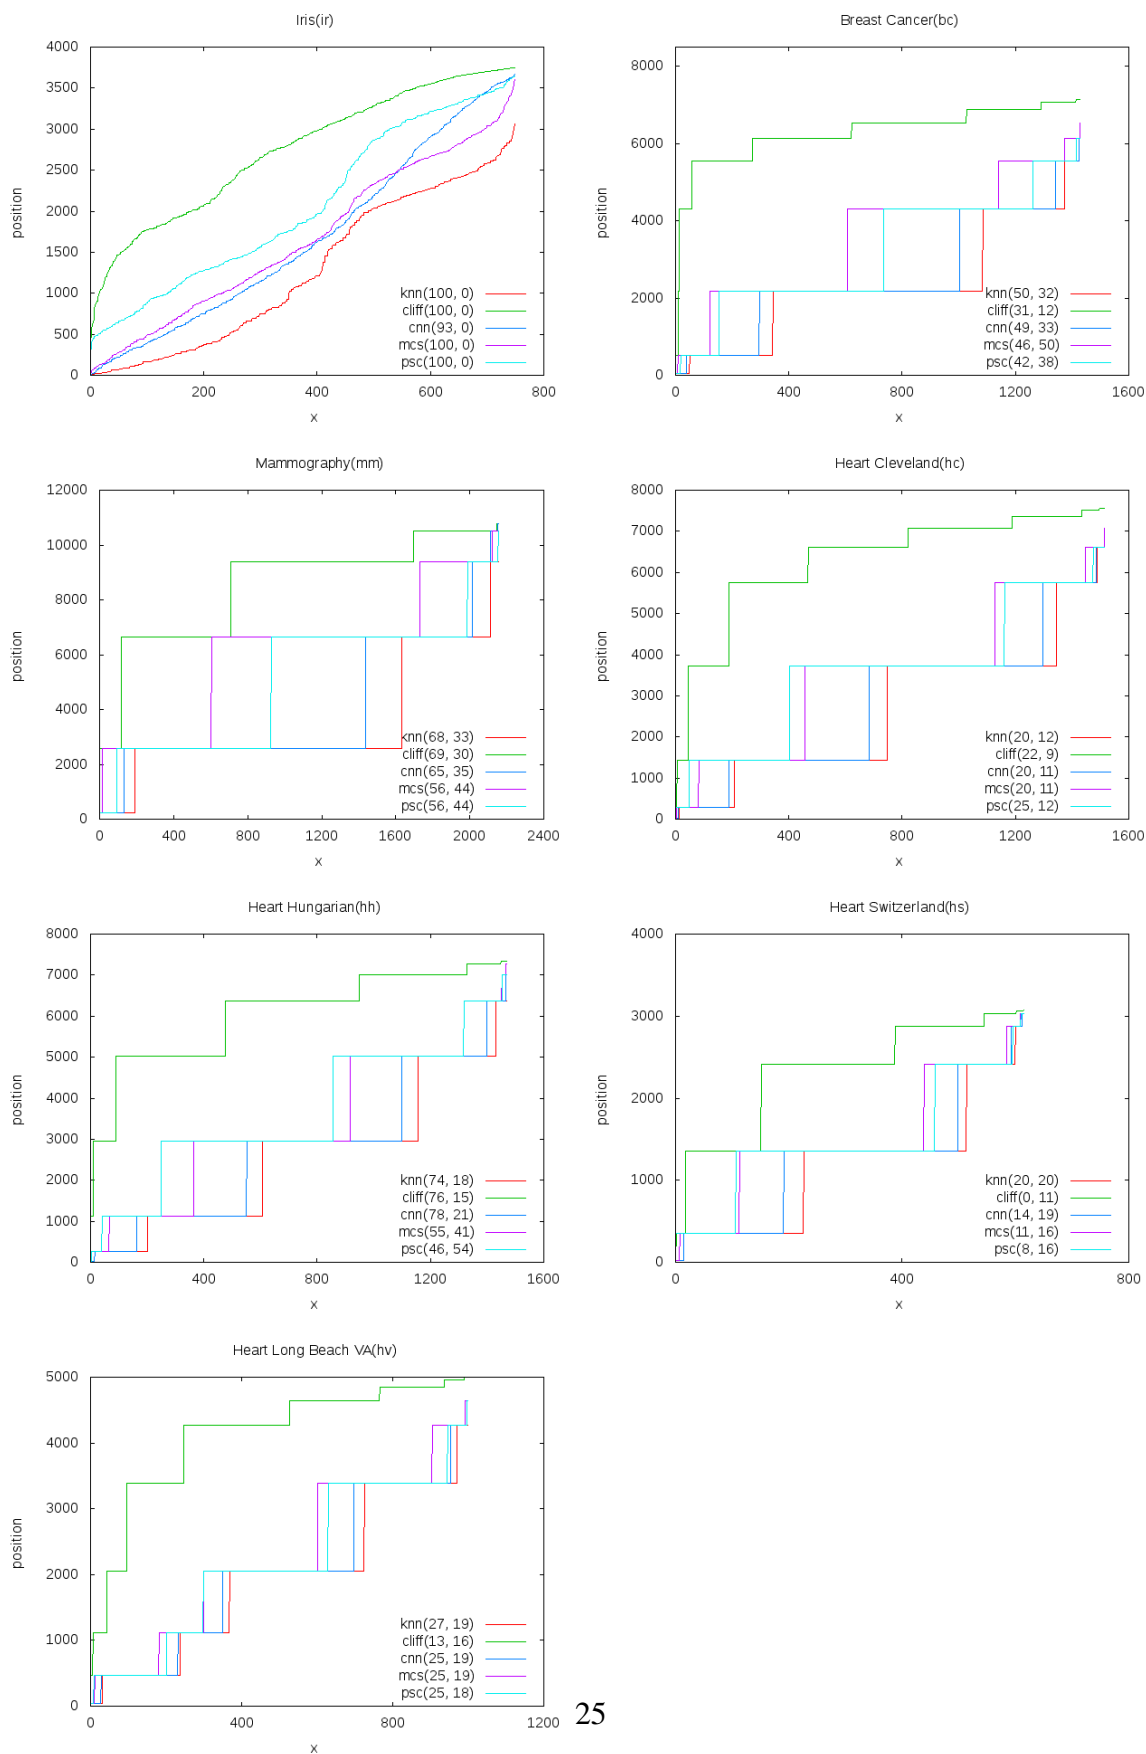 Iris(ir)
4000
3500
3000
2500
2000
1500
1000
500
0
position
0 200 400 600 800
x
knn(100, 0)
cliff(100, 0)
cnn(93, 0)
mcs(100, 0)
psc(100, 0)
Breast Cancer(bc)
8000
6000
4000
2000
0
position
0 400 800 1200 1600
x
knn(50, 32)
cliff(31, 12)
cnn(49, 33)
mcs(46, 50)
psc(42, 38)
Mammography(mm)
12000
10000
8000
6000
4000
2000
0
position
0 400 800 1200 1600 2000 2400
x
knn(68, 33)
cliff(69, 30)
cnn(65, 35)
mcs(56, 44)
psc(56, 44)
Heart Cleveland(hc)
8000
7000
6000
5000
4000
3000
2000
1000
0
position
0 400 800 1200 1600
x
knn(20, 12)
cliff(22, 9)
cnn(20, 11)
mcs(20, 11)
psc(25, 12)
Heart Hungarian(hh)
8000
7000
6000
5000
4000
3000
2000
1000
0
position
0 400 800 1200 1600
x
knn(74, 18)
cliff(76, 15)
cnn(78, 21)
mcs(55, 41)
psc(46, 54)
Heart Switzerland(hs)
4000
3000
2000
1000
0
position
0 400 800
x
knn(20, 20)
cliff(0, 11)
cnn(14, 19)
mcs(11, 16)
psc(8, 16)
Heart Long Beach VA(hv)
5000
4000
3000
2000
1000
0
position
0 400 800 1200
x
knn(27, 19)
cliff(13, 16)
cnn(25, 19)
mcs(25, 19)
psc(25, 18)
25